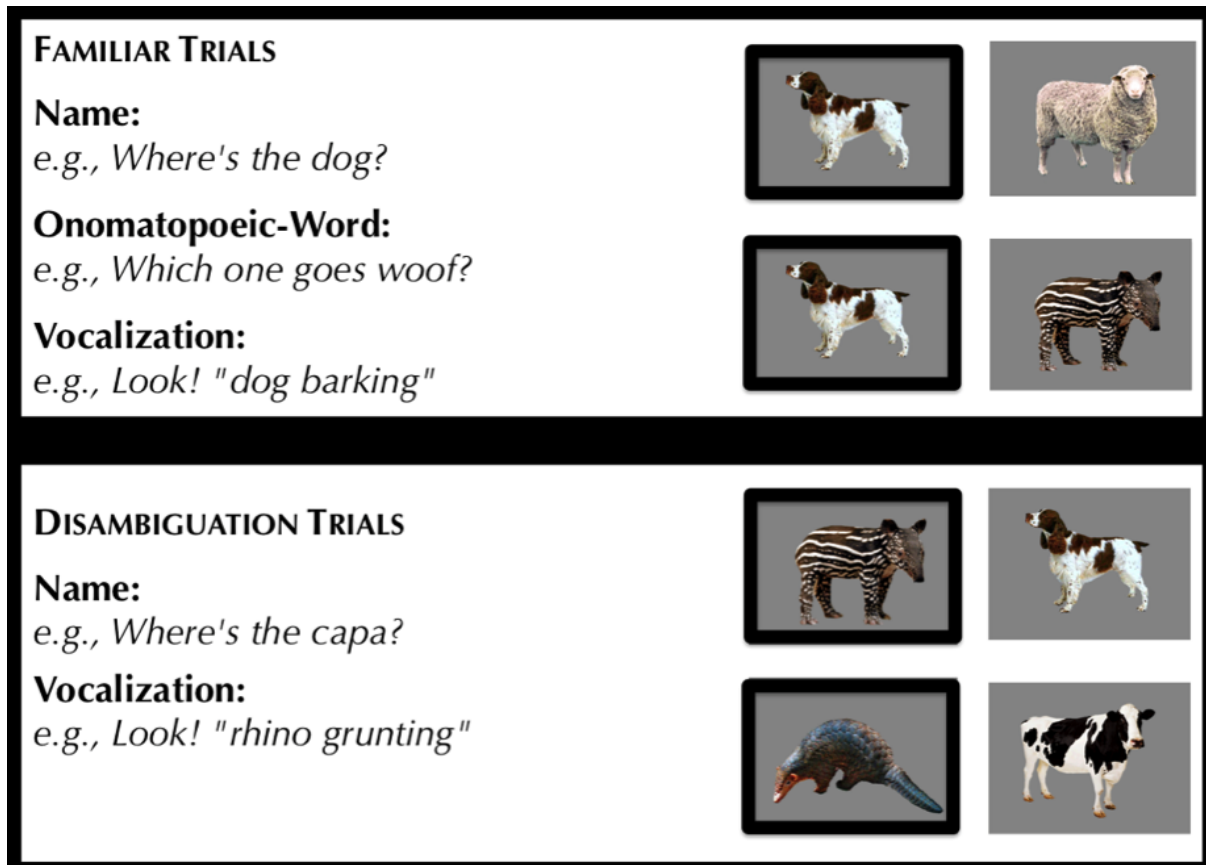 FAMILIAR TRIALS
Name:
e.g., Where's the dog?
Onomatopoeic-Word:
e.g., Which one goes woof?
Vocalization:
e.g., Look! "dog barking"
DISAMBIGUATION TRIALS
Name:
e.g., Where's the capa?
Vocalization:
e.g., Look! "rhino grunting"